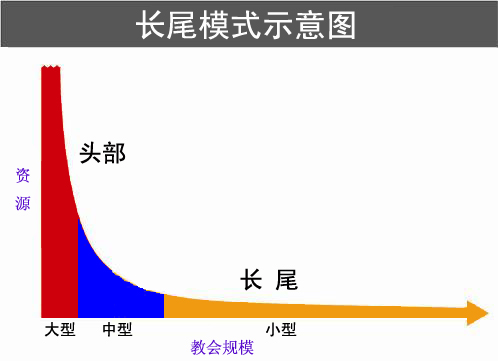 长尾模式示意图
头部
资
源
长 尾
大型 中型 小型
教会规模